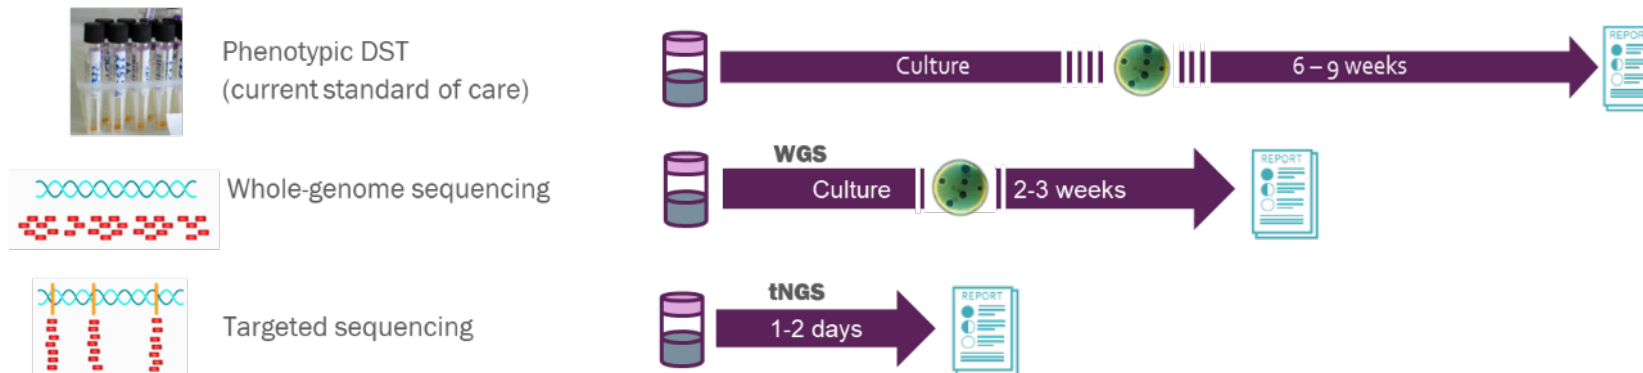 Phenotypic DST
(current standard of care)
Culture
6 – 9 weeks
REPORT
Whole-genome sequencing
WGS
Culture
2-3 weeks
REPORT
Targeted sequencing
tNGS
1-2 days
REPORT